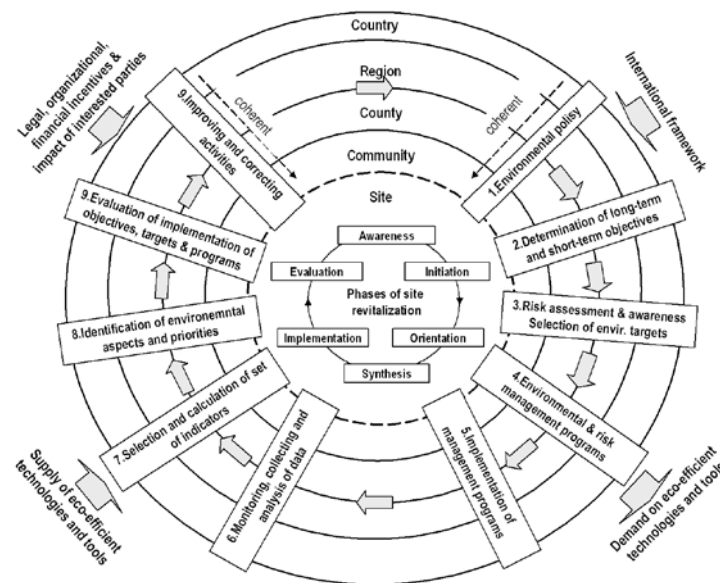 Country
Region
County
Community
Site
coherent
coherent
Legal, organizational,
financial incentives &
impact of interested parties
International framework
Supply of eco-efficient
technologies and tools
Demand on eco-efficient
technologies and tools
1.Environmental policy
2.Determination of long-term
and short-term objectives
3.Risk assessment & awareness
Selection of envir. targets
4.Environmental & risk
management programs
5.Implementation of
management programs
6.Monitoring, collecting and
analysis of data
7.Selection and calculation of set
of indicators
8.Identification of environemntal
aspects and priorities
9.Evaluation of implementation of
objectives, targets & programs
9.Improving and correcting
activities
Awareness
Initiation
Orientation
Synthesis
Implementation
Evaluation
Phases of site
revitalization